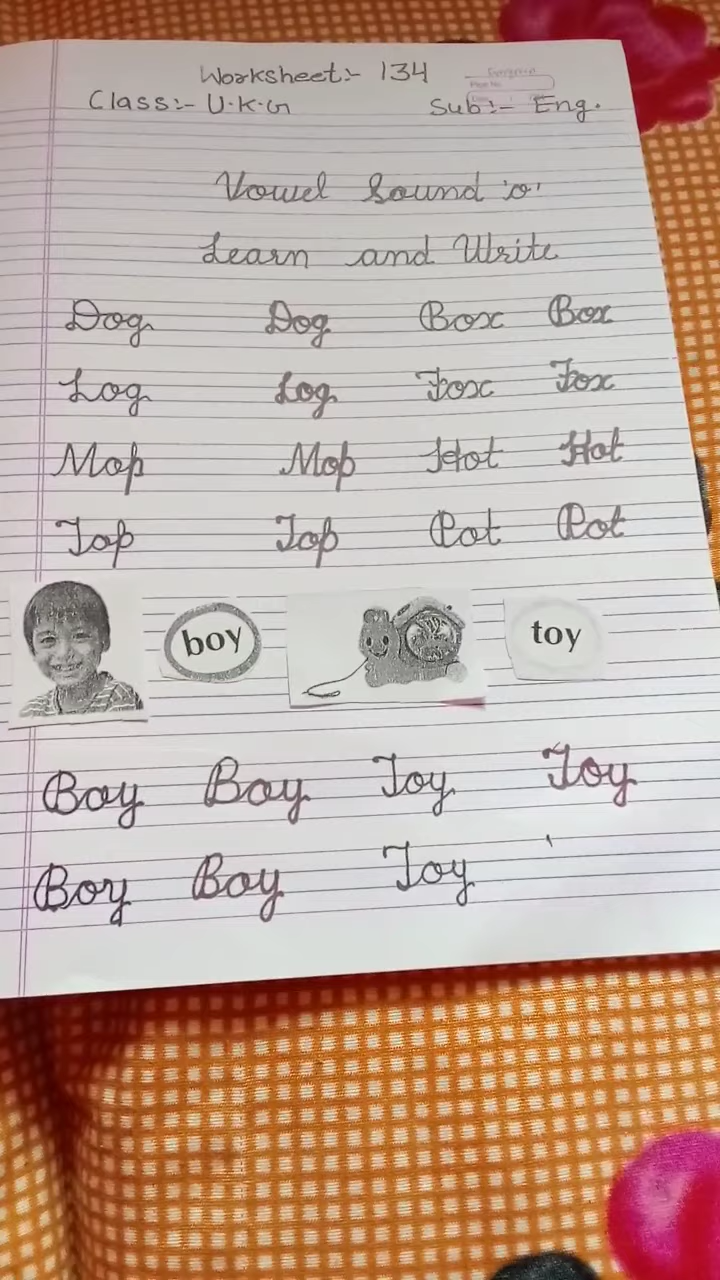 Worksheet:- 134
Class:- U.K.G Sub:- Eng.
Vowel Sound 'o'
Learn and Write
Dog Dog Box Box
Log Log Fox Fox
Mop Mop Hot Hot
Top Top Pot Pot
boy toy
Boy Boy Toy Toy
Boy Boy Toy